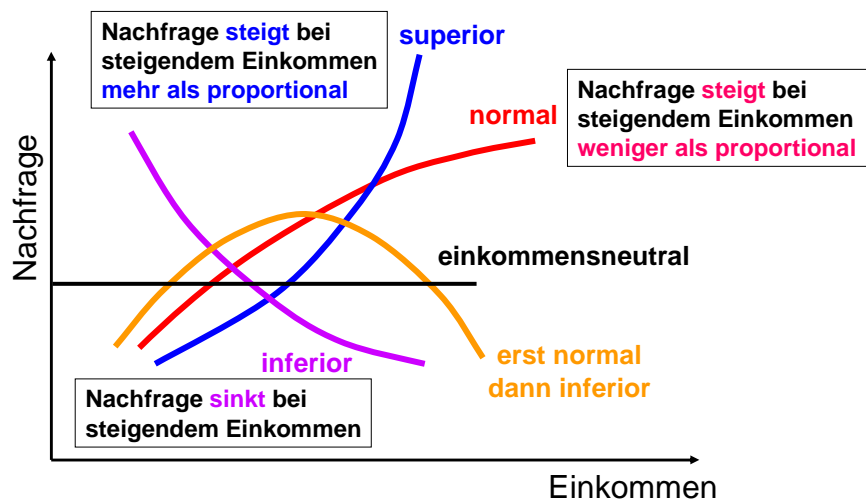 Nachfrage steigt bei
steigendem Einkommen
mehr als proportional
superior
normal
Nachfrage steigt bei
steigendem Einkommen
weniger als proportional
Nachfrage
einkommensneutral
inferior
erst normal
dann inferior
Nachfrage sinkt bei
steigendem Einkommen
Einkommen